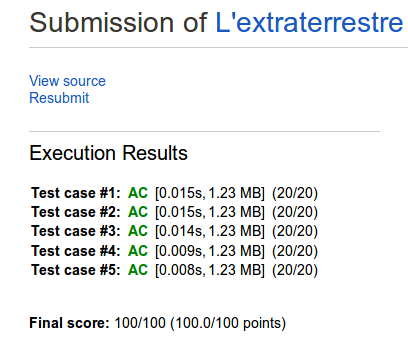 Submission of L'extraterrestre
View source
Resubmit
Execution Results
Test case #1: AC [0.015s, 1.23 MB] (20/20)
Test case #2: AC [0.015s, 1.23 MB] (20/20)
Test case #3: AC [0.014s, 1.23 MB] (20/20)
Test case #4: AC [0.009s, 1.23 MB] (20/20)
Test case #5: AC [0.008s, 1.23 MB] (20/20)
Final score: 100/100 (100.0/100 points)